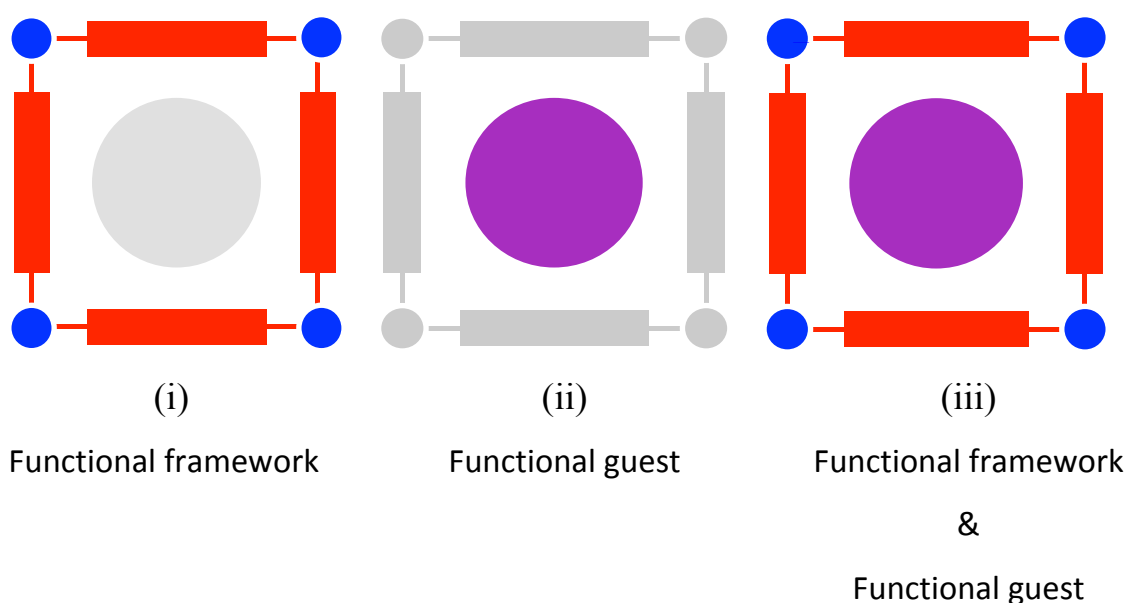 (i)
Functional framework
(ii)
Functional guest
(iii)
Functional framework
&
Functional guest